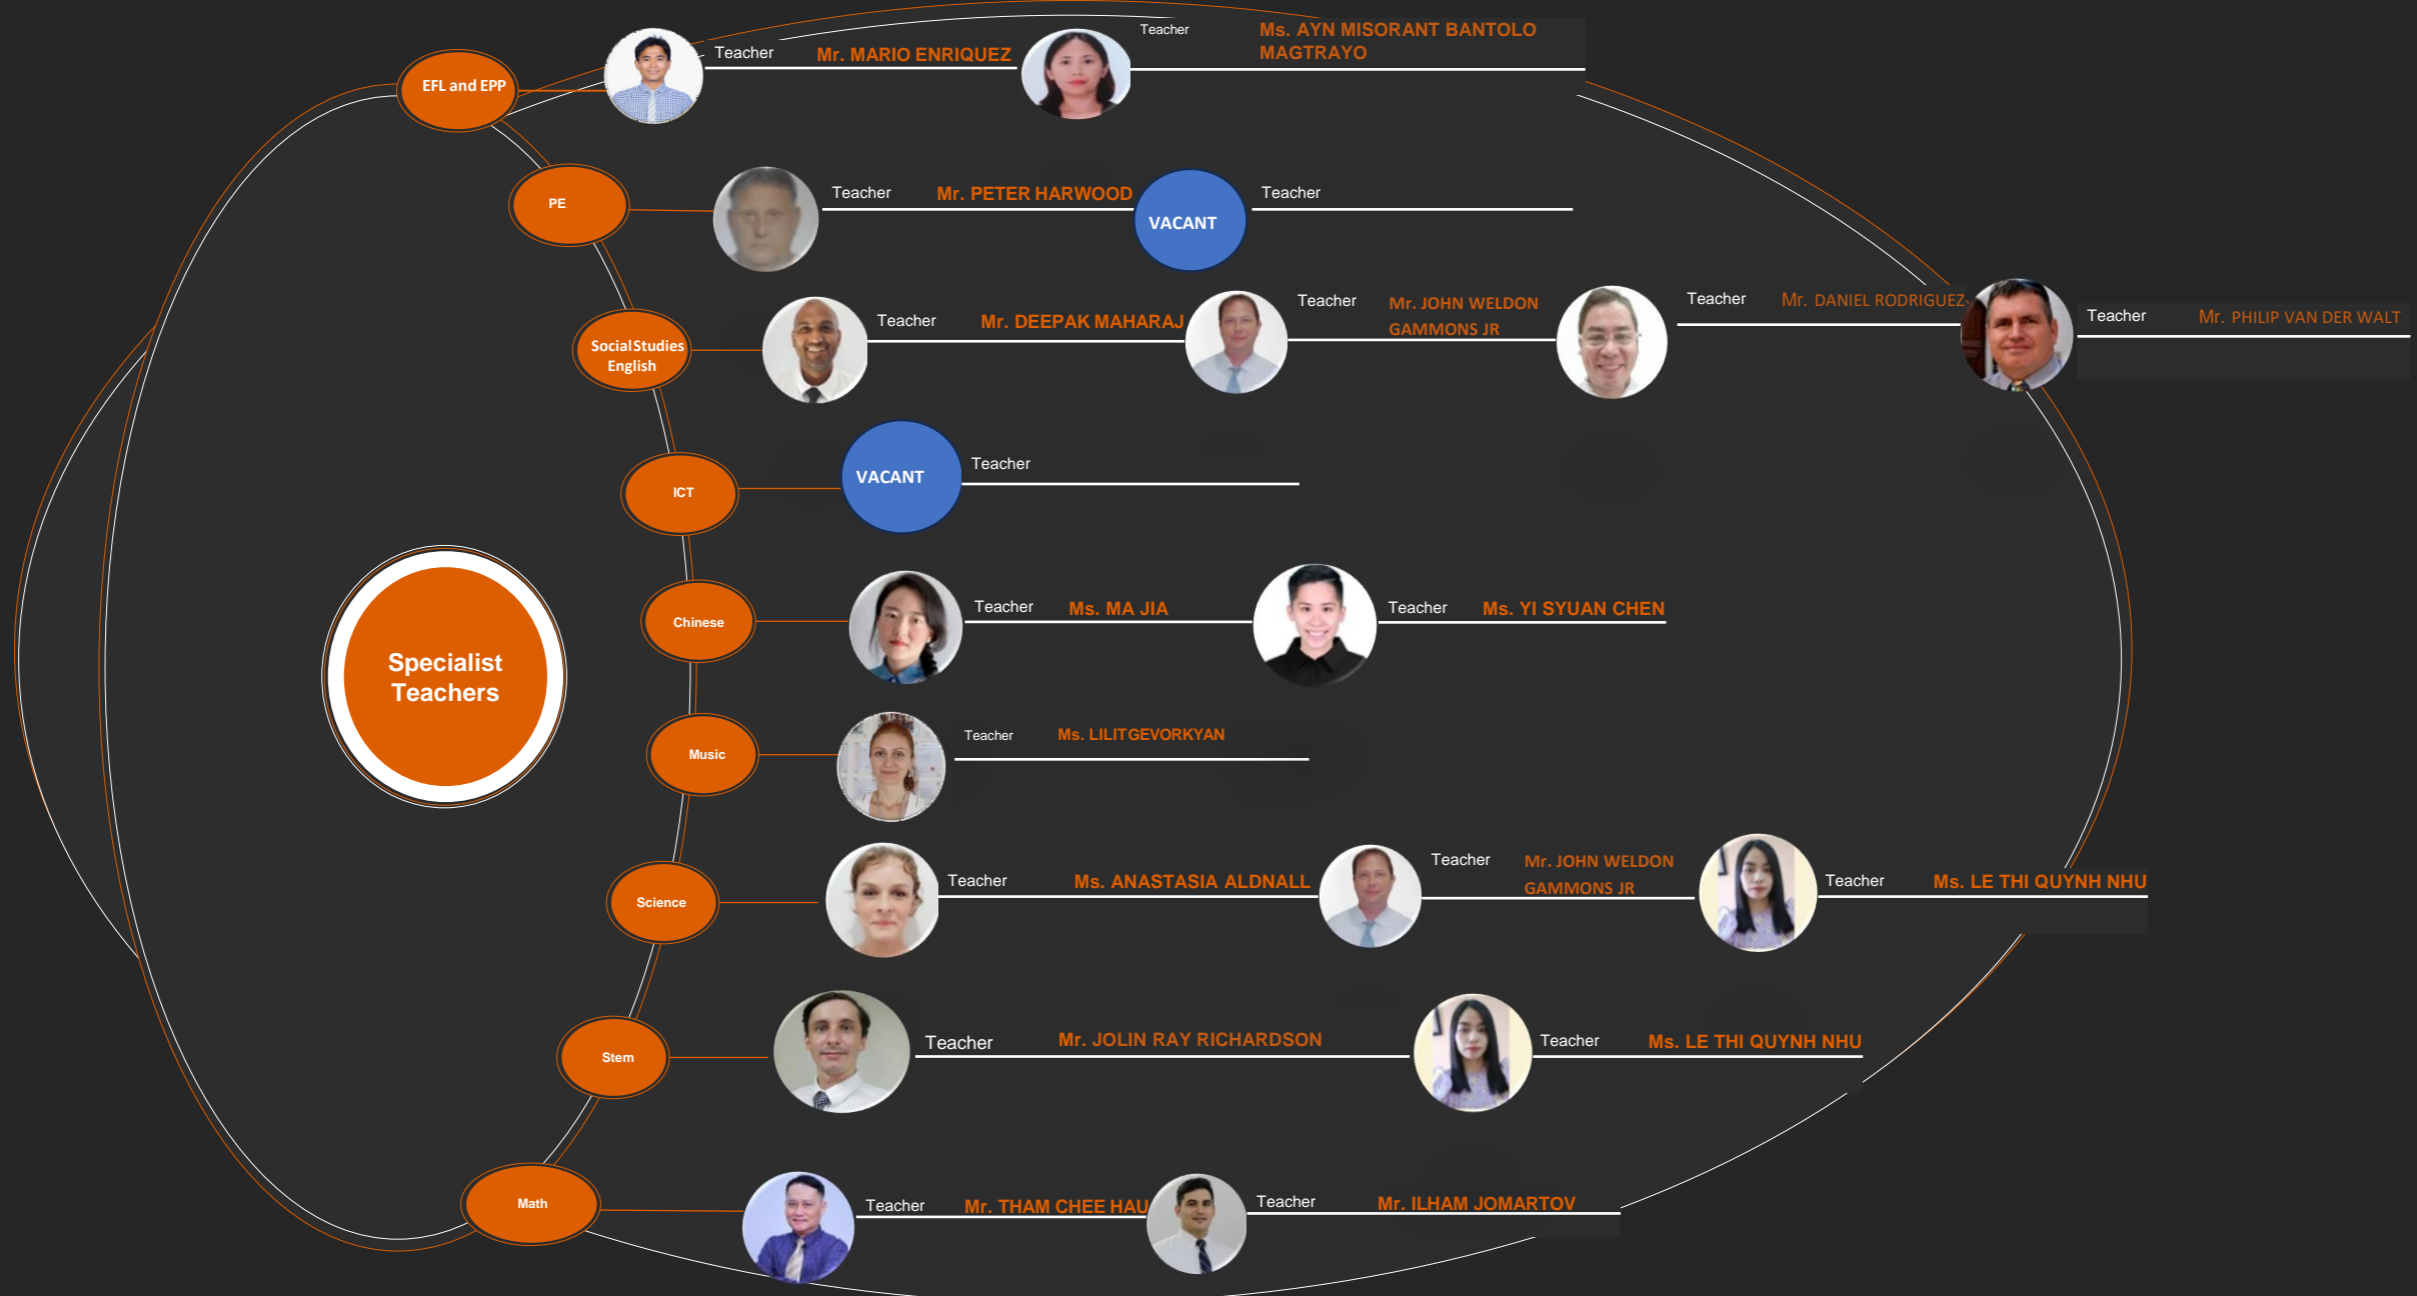 EFL and EPP
Teacher
Mr. MARIO ENRIQUEZ
Teacher
Ms. AYN MISORANT BANTOLO
MAGTRAYO
PE
Teacher
Mr. PETER HARWOOD
VACANT
Teacher
Social Studies
English
Teacher
Mr. DEEPAK MAHARAJ
Teacher
Mr. JOHN WELDON
GAMMONS JR
Teacher
Mr. DANIEL RODRIGUEZ
Teacher
Mr. PHILIP VAN DER WALT
ICT
VACANT
Teacher
Specialist
Teachers
Chinese
Teacher
Ms. MA JIA
Teacher
Ms. YI SYUAN CHEN
Music
Teacher
Ms. LILITGEVORKYAN
Science
Teacher
Ms. ANASTASIA ALDNALL
Teacher
Mr. JOHN WELDON
GAMMONS JR
Teacher
Ms. LE THI QUYNH NHU
Stem
Teacher
Mr. JOLIN RAY RICHARDSON
Teacher
Ms. LE THI QUYNH NHU
Math
Teacher
Mr. THAM CHEE HAU
Teacher
Mr. ILHAM JOMARTOV